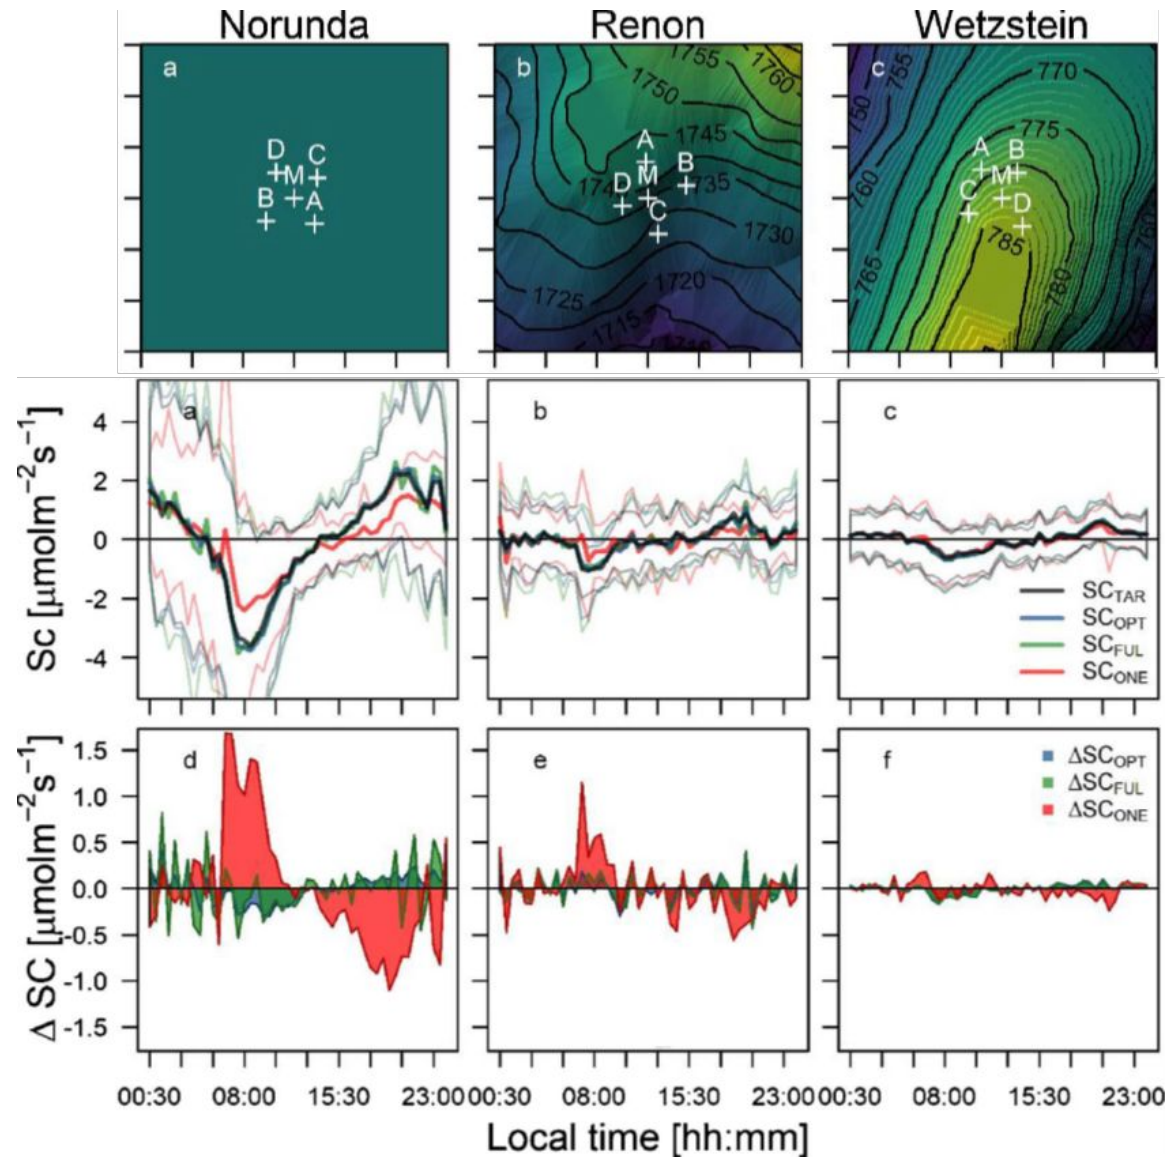 Norunda Renon Wetzstein
a b c
D C
M
B A
1755
1760
1750
1745
A
B
M
D
1735
C
1730
1720
1725
1715
770
755
750
775
A B
M
760
C
D
785
765
780
a b c
Sc [μmolm⁻²s⁻¹]
4
2
0
-2
-4
SC_TAR
SC_OPT
SC_FUL
SC_ONE
d e f
Δ SC [μmolm⁻²s⁻¹]
1.5
1.0
0.5
0.0
-0.5
-1.0
-1.5
ΔSC_OPT
ΔSC_FUL
ΔSC_ONE
00:30 08:00 15:30 23:00 00:30 08:00 15:30 23:00 00:30 08:00 15:30 23:00
Local time [hh:mm]